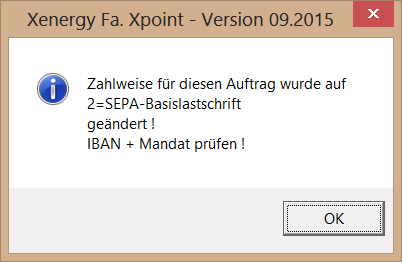 Xenergy Fa. Xpoint - Version 09.2015
Zahlweise für diesen Auftrag wurde auf
2=SEPA-Basislastschrift
geändert !
IBAN + Mandat prüfen !
OK